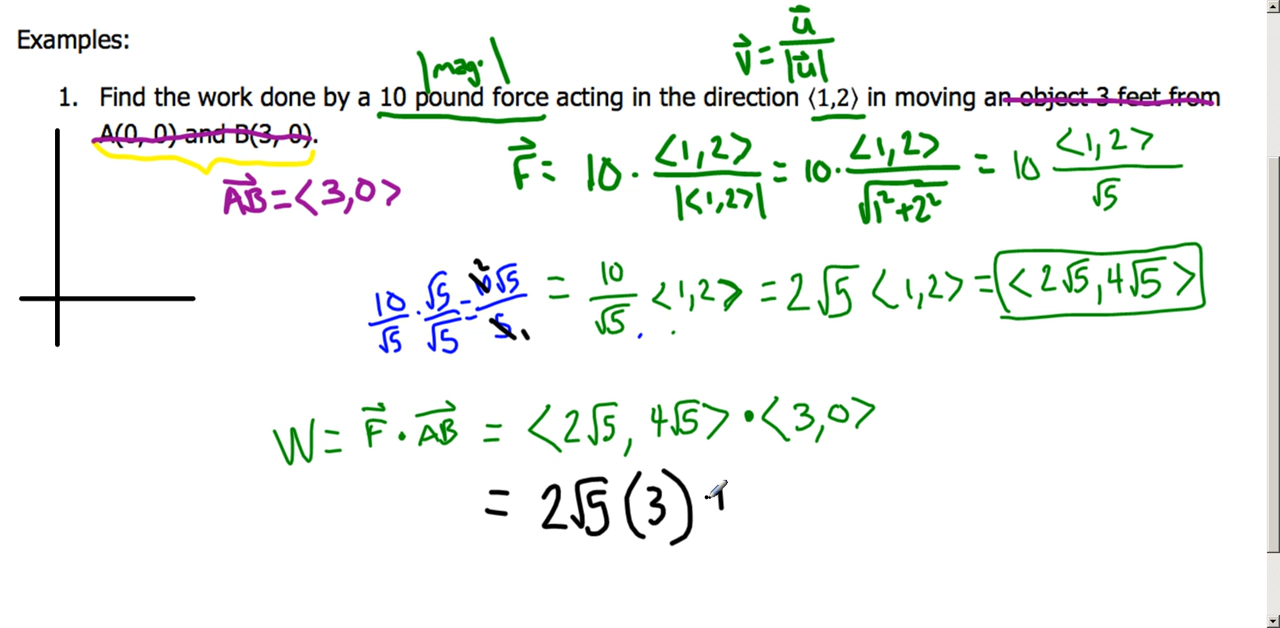 Examples:
|mag.|
v⃗ = u⃗/|u⃗|
1. Find the work done by a 10 pound force acting in the direction ⟨1,2⟩ in moving an object 3 feet from
A(0, 0) and B(3, 0).
F⃗ = 10 · <1,2>/|<1,2>| = 10 · <1,2>/√(1²+2²) = 10 <1,2>/√5
AB⃗ = <3,0>
10/√5 · √5/√5 = 10√5/5 2 1
= 10/√5 <1,2> = 2√5 <1,2> = <2√5, 4√5>
W = F⃗ · AB⃗ = <2√5, 4√5> · <3,0>
= 2√5 (3)